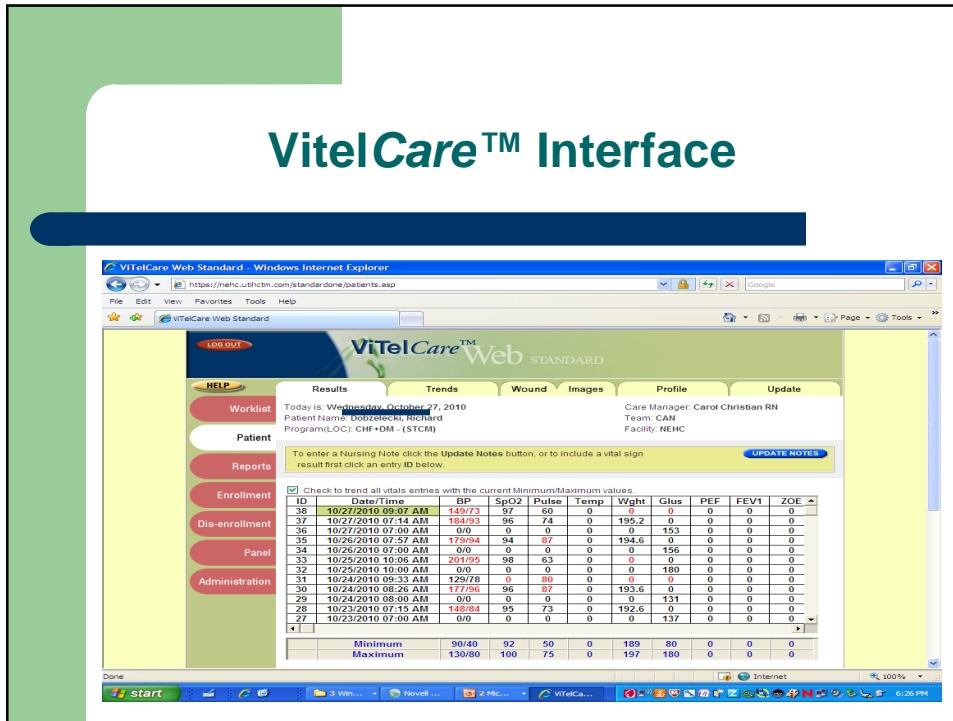 VitelCare™ Interface
ViTelCare Web Standard - Windows Internet Explorer
https://nehc.utihctm.com/standardone/patients.asp
Google
File Edit View Favorites Tools Help
ViTelCare Web Standard
Page Tools
LOG OUT
ViTelCare™ Web STANDARD
HELP
Results Trends Wound Images Profile Update
Worklist
Patient
Reports
Enrollment
Dis-enrollment
Panel
Administration
Today is: Wednesday, October 27, 2010 Care Manager: Carol Christian RN
Patient Name: Dobzelecki, Richard Team: CAN
Program(LOC): CHF+DM - (STCM) Facility: NEHC
To enter a Nursing Note click the Update Notes button, or to include a vital sign
result first click an entry ID below.
UPDATE NOTES
Check to trend all vitals entries with the current Minimum/Maximum values.
ID Date/Time BP SpO2 Pulse Temp Wght Glus PEF FEV1 ZOE
38 10/27/2010 09:07 AM 149/73 97 60 0 0 0 0 0 0
37 10/27/2010 07:14 AM 184/93 96 74 0 195.2 0 0 0 0
36 10/27/2010 07:00 AM 0/0 0 0 0 0 153 0 0 0
35 10/26/2010 07:57 AM 179/94 94 87 0 194.6 0 0 0 0
34 10/26/2010 07:00 AM 0/0 0 0 0 0 156 0 0 0
33 10/25/2010 10:06 AM 201/95 98 63 0 0 0 0 0 0
32 10/25/2010 10:00 AM 0/0 0 0 0 0 180 0 0 0
31 10/24/2010 09:33 AM 129/78 0 80 0 0 0 0 0 0
30 10/24/2010 08:26 AM 177/96 96 87 0 193.6 0 0 0 0
29 10/24/2010 08:00 AM 0/0 0 0 0 0 131 0 0 0
28 10/23/2010 07:15 AM 148/84 95 73 0 192.6 0 0 0 0
27 10/23/2010 07:00 AM 0/0 0 0 0 0 137 0 0 0
Minimum 90/40 92 50 0 189 80 0 0 0
Maximum 130/80 100 75 0 197 180 0 0 0
Done Internet 100%
start 3 Win... Novell ... 2 Mic... ViTelCa... 6:26 PM